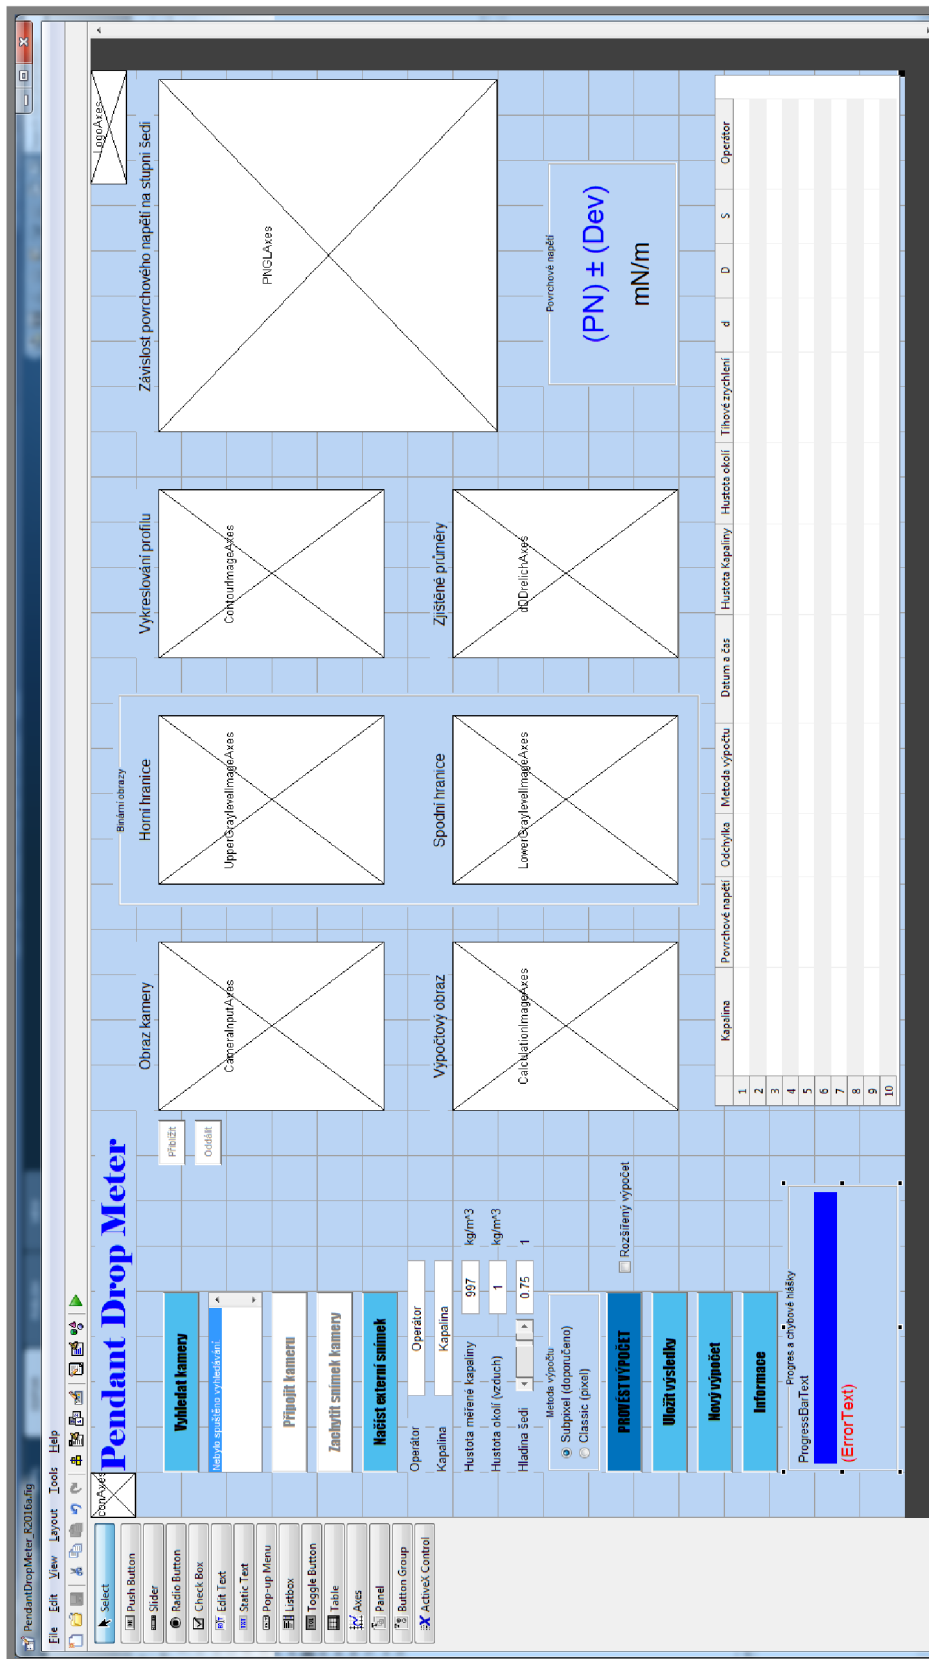 PendantDropMeter_R2016a.fig
File Edit View Layout Tools Help
Select
Push Button
Slider
Radio Button
Check Box
Edit Text
Static Text
Pop-up Menu
Listbox
Toggle Button
Table
Axes
Panel
Button Group
ActiveX Control
conAxes
Pendant Drop Meter
LogoAxes
Vyhledat kamery
Nebylo spuštěno vyhledávání.
Připojit kameru
Zachytit snímek kamery
Načíst externí snímek
Přiblížit
Oddálit
Operátor Operátor
Kapalina Kapalina
Hustota měřené kapaliny 997 kg/m^3
Hustota okolí (vzduch) 1 kg/m^3
Hladina šedi 0.75 1
Metoda výpočtu
Subpixel (doporučeno)
Classic (pixel)
PROVÉST VÝPOČET
Rozšířený výpočet
Uložit výsledky
Nový výpočet
Informace
Progres a chybové hlášky
ProgressBarText
(ErrorText)
Obraz kamery
CameraInputAxes
Výpočtový obraz
CalculationImageAxes
Binární obrazy
Horní hranice
UpperGraylevelImageAxes
Spodní hranice
LowerGraylevelImageAxes
Vykreslování profilu
ContourImageAxes
Zjištěné průměry
dDDrelichAxes
Závislost povrchového napětí na stupni šedi
PNGLAxes
Povrchové napětí
(PN) ± (Dev)
mN/m
Kapalina Povrchové napětí Odchylka Metoda výpočtu Datum a čas Hustota Kapaliny Hustota okolí Tíhové zrychlení d D S Operátor
1
2
3
4
5
6
7
8
9
10